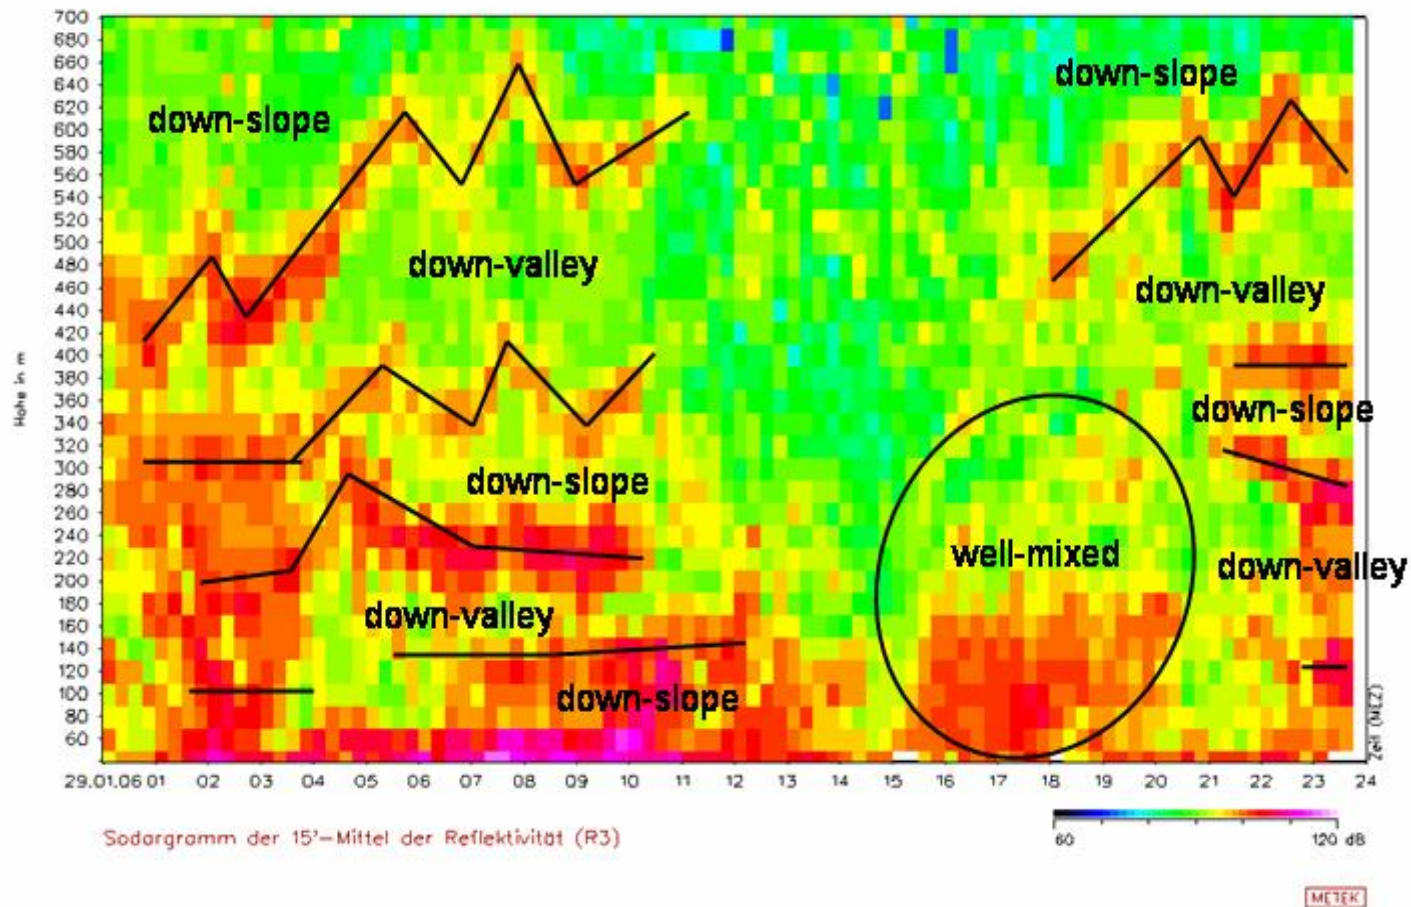 700
680
660
640
620
600
580
560
540
520
500
480
460
440
420
400
380
360
340
320
300
280
260
240
220
200
180
160
140
120
100
80
60
Höhe in m
down-slope
down-slope
down-valley
down-valley
down-slope
down-slope
well-mixed
down-valley
down-valley
down-slope
Zeit (MEZ)
29.01.06 01 02 03 04 05 06 07 08 09 10 11 12 13 14 15 16 17 18 19 20 21 22 23 24
Sodargramm der 15'-Mittel der Reflektivität (R3)
60 120 dB
METEK